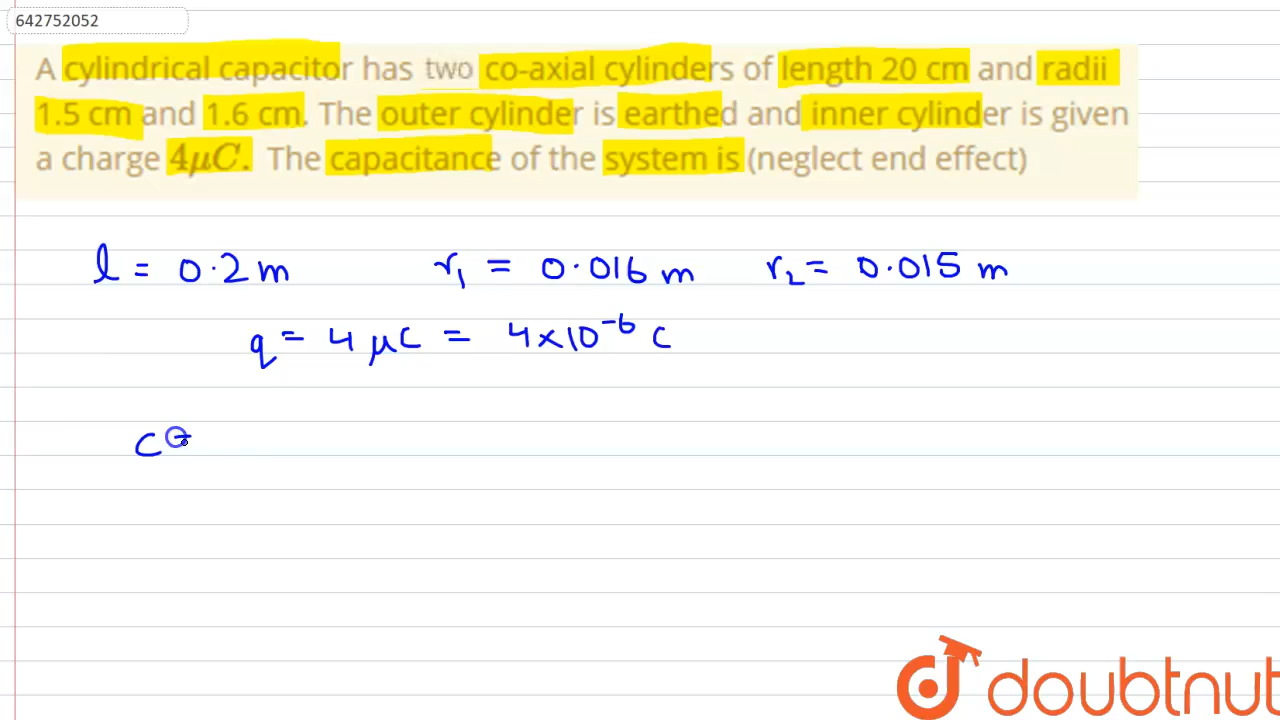 642752052
A cylindrical capacitor has two co-axial cylinders of length 20 cm and radii
1.5 cm and 1.6 cm. The outer cylinder is earthed and inner cylinder is given
a charge 4μC. The capacitance of the system is (neglect end effect)
l = 0.2 m r₁ = 0.016 m r₂ = 0.015 m
q = 4 μC = 4×10⁻⁶ C
C =
doubtnut